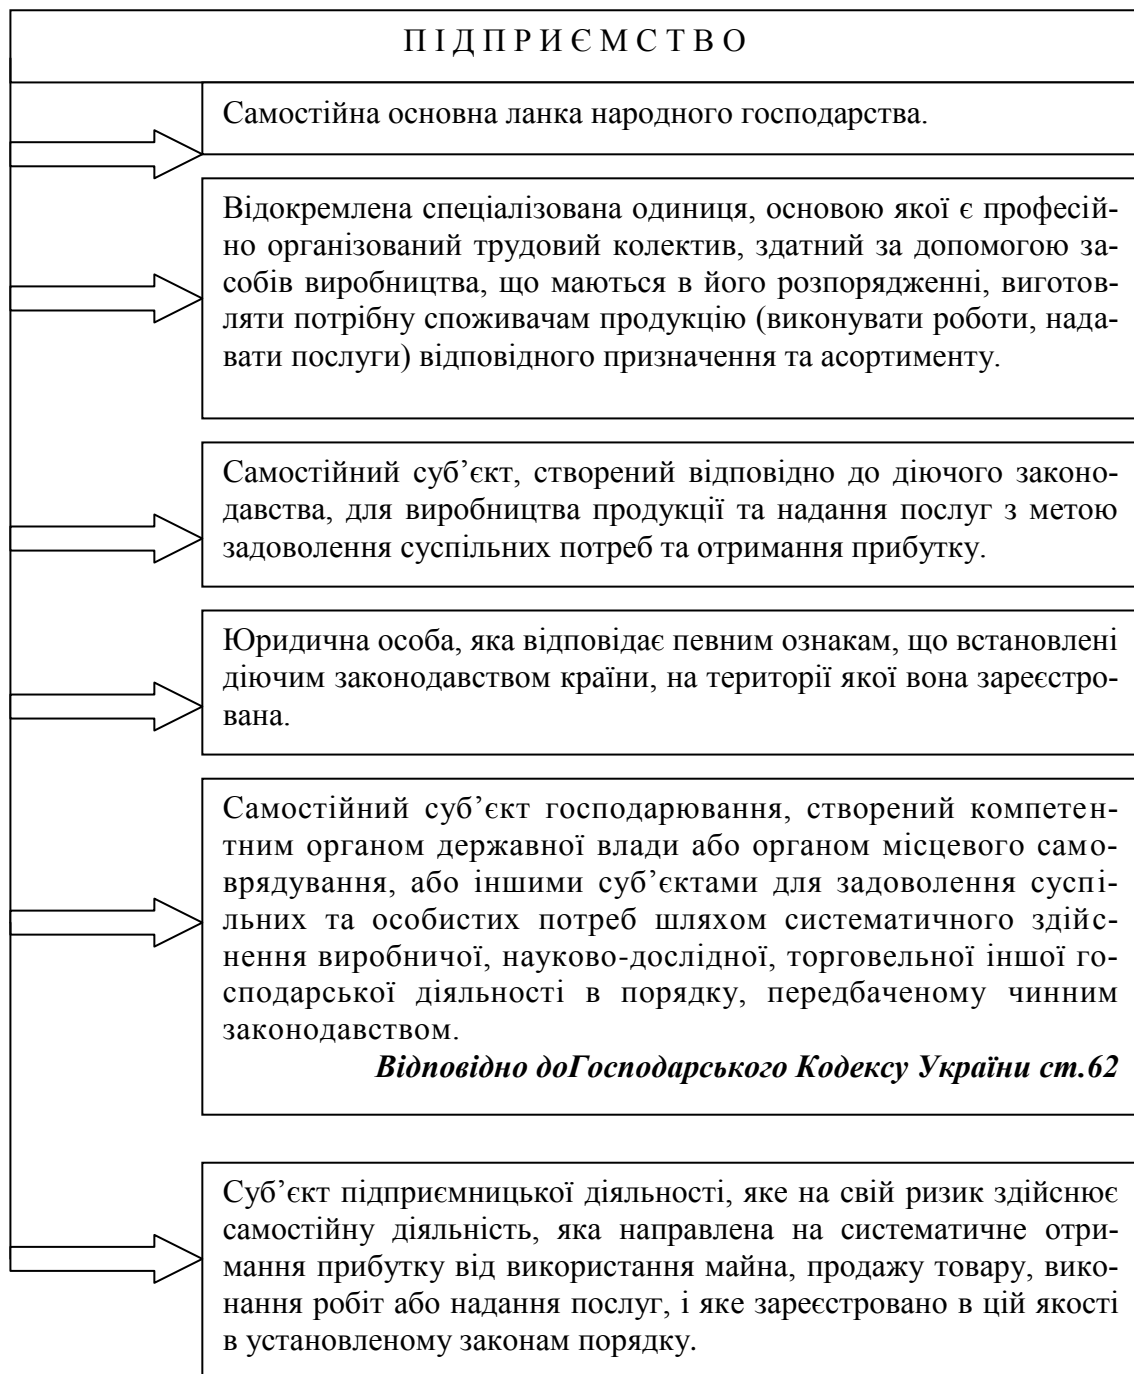 ПІДПРИЄМСТВО
Самостійна основна ланка народного господарства.
Відокремлена спеціалізована одиниця, основою якої є професій-
но організований трудовий колектив, здатний за допомогою за-
собів виробництва, що маються в його розпорядженні, виготов-
ляти потрібну споживачам продукцію (виконувати роботи, нада-
вати послуги) відповідного призначення та асортименту.
Самостійний суб’єкт, створений відповідно до діючого законо-
давства, для виробництва продукції та надання послуг з метою
задоволення суспільних потреб та отримання прибутку.
Юридична особа, яка відповідає певним ознакам, що встановлені
діючим законодавством країни, на території якої вона зареєстро-
вана.
Самостійний суб’єкт господарювання, створений компетен-
тним органом державної влади або органом місцевого само-
врядування, або іншими суб’єктами для задоволення суспі-
льних та особистих потреб шляхом систематичного здійс-
нення виробничої, науково-дослідної, торговельної іншої го-
сподарської діяльності в порядку, передбаченому чинним
законодавством.
Відповідно доГосподарського Кодексу України ст.62
Суб’єкт підприємницької діяльності, яке на свій ризик здійснює
самостійну діяльність, яка направлена на систематичне отри-
мання прибутку від використання майна, продажу товару, вико-
нання робіт або надання послуг, і яке зареєстровано в цій якості
в установленому законам порядку.